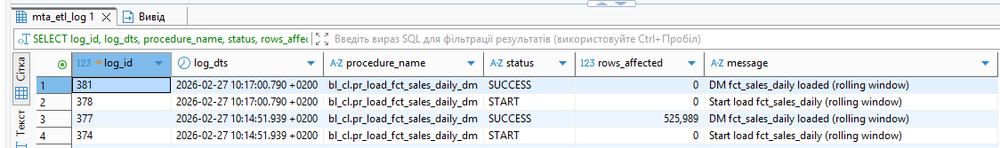 mta_etl_log 1 Вивід
SELECT log_id, log_dts, procedure_name, status, rows_affec Введіть вираз SQL для фільтрації результатів (використовуйте Ctrl+Пробіл)
Сітка
Текст
123 log_id log_dts A-Z procedure_name A-Z status 123 rows_affected A-Z message
1 381 2026-02-27 10:17:00.790 +0200 bl_cl.pr_load_fct_sales_daily_dm SUCCESS 0 DM fct_sales_daily loaded (rolling window)
2 378 2026-02-27 10:17:00.790 +0200 bl_cl.pr_load_fct_sales_daily_dm START 0 Start load fct_sales_daily (rolling window)
3 377 2026-02-27 10:14:51.939 +0200 bl_cl.pr_load_fct_sales_daily_dm SUCCESS 525,989 DM fct_sales_daily loaded (rolling window)
4 374 2026-02-27 10:14:51.939 +0200 bl_cl.pr_load_fct_sales_daily_dm START 0 Start load fct_sales_daily (rolling window)